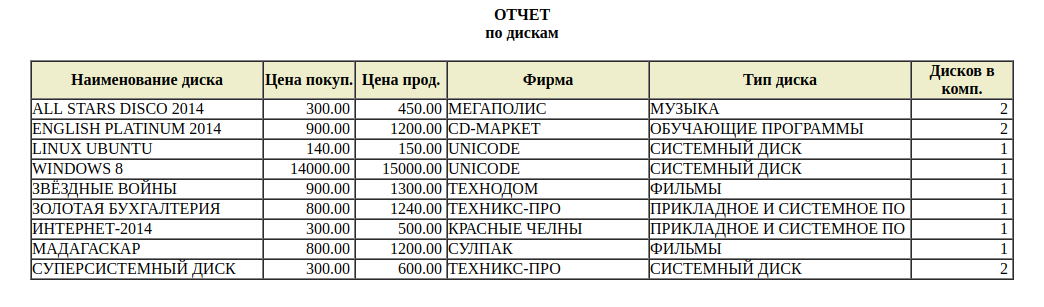 ОТЧЕТ
по дискам
Наименование диска Цена покуп. Цена прод. Фирма Тип диска Дисков в комп.
ALL STARS DISCO 2014 300.00 450.00 МЕГАПОЛИС МУЗЫКА 2
ENGLISH PLATINUM 2014 900.00 1200.00 CD-МАРКЕТ ОБУЧАЮЩИЕ ПРОГРАММЫ 2
LINUX UBUNTU 140.00 150.00 UNICODE СИСТЕМНЫЙ ДИСК 1
WINDOWS 8 14000.00 15000.00 UNICODE СИСТЕМНЫЙ ДИСК 1
ЗВЁЗДНЫЕ ВОЙНЫ 900.00 1300.00 ТЕХНОДОМ ФИЛЬМЫ 1
ЗОЛОТАЯ БУХГАЛТЕРИЯ 800.00 1240.00 ТЕХНИКС-ПРО ПРИКЛАДНОЕ И СИСТЕМНОЕ ПО 1
ИНТЕРНЕТ-2014 300.00 500.00 КРАСНЫЕ ЧЕЛНЫ ПРИКЛАДНОЕ И СИСТЕМНОЕ ПО 1
МАДАГАСКАР 800.00 1200.00 СУЛПАК ФИЛЬМЫ 1
СУПЕРСИСТЕМНЫЙ ДИСК 300.00 600.00 ТЕХНИКС-ПРО СИСТЕМНЫЙ ДИСК 2